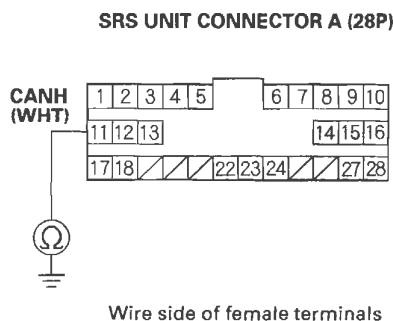 SRS UNIT CONNECTOR A (28P)
CANH
(WHT)
1 2 3 4 5 6 7 8 9 10
11 12 13 14 15 16
17 18 22 23 24 27 28
Ω
Wire side of female terminals